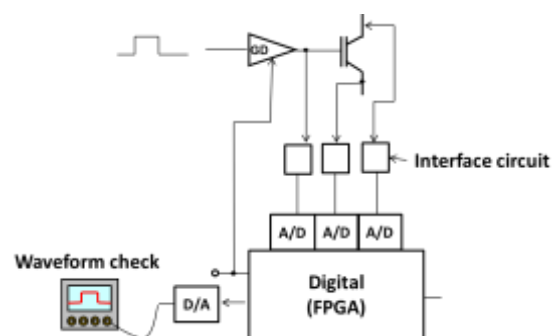 GD
Interface circuit
A/D A/D A/D
Waveform check
D/A
Digital
(FPGA)